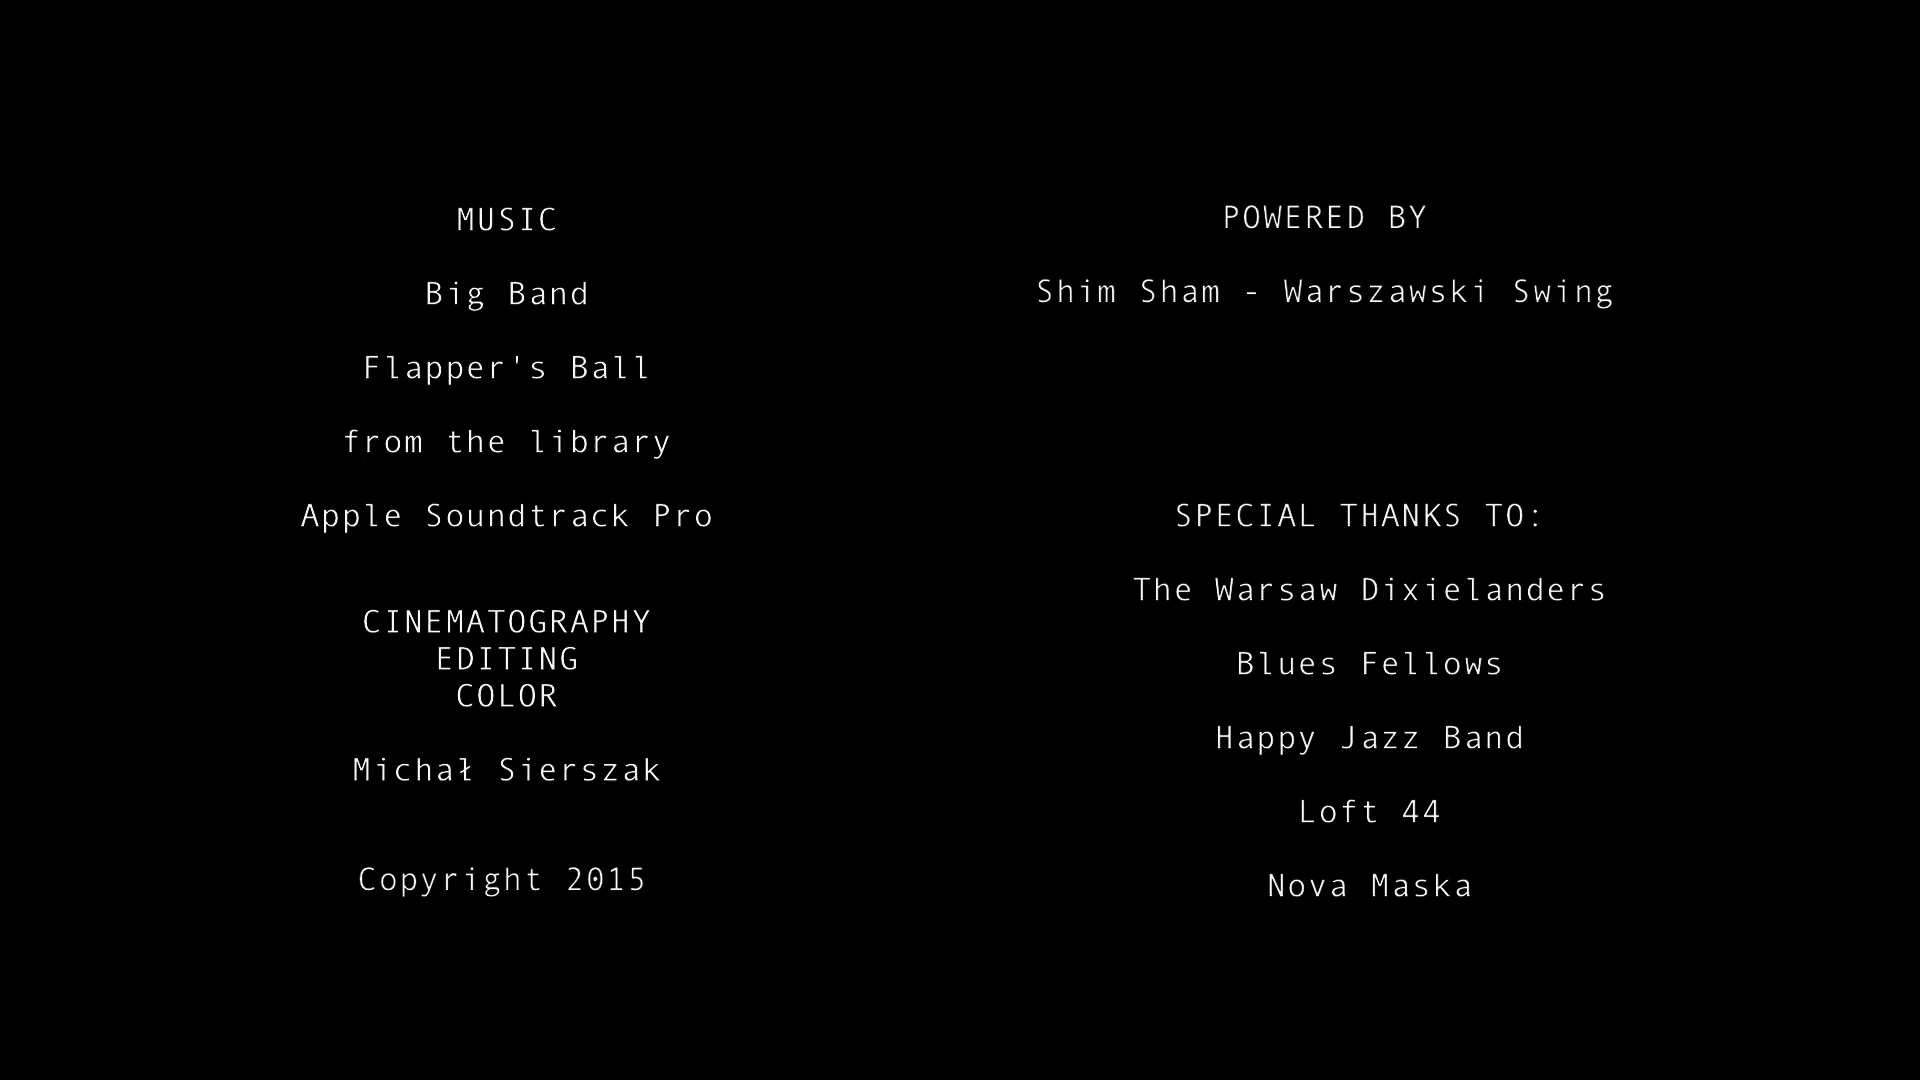 MUSIC
Big Band
Flapper's Ball
from the library
Apple Soundtrack Pro
CINEMATOGRAPHY
EDITING
COLOR
Michał Sierszak
Copyright 2015
POWERED BY
Shim Sham - Warszawski Swing
SPECIAL THANKS TO:
The Warsaw Dixielanders
Blues Fellows
Happy Jazz Band
Loft 44
Nova Maska